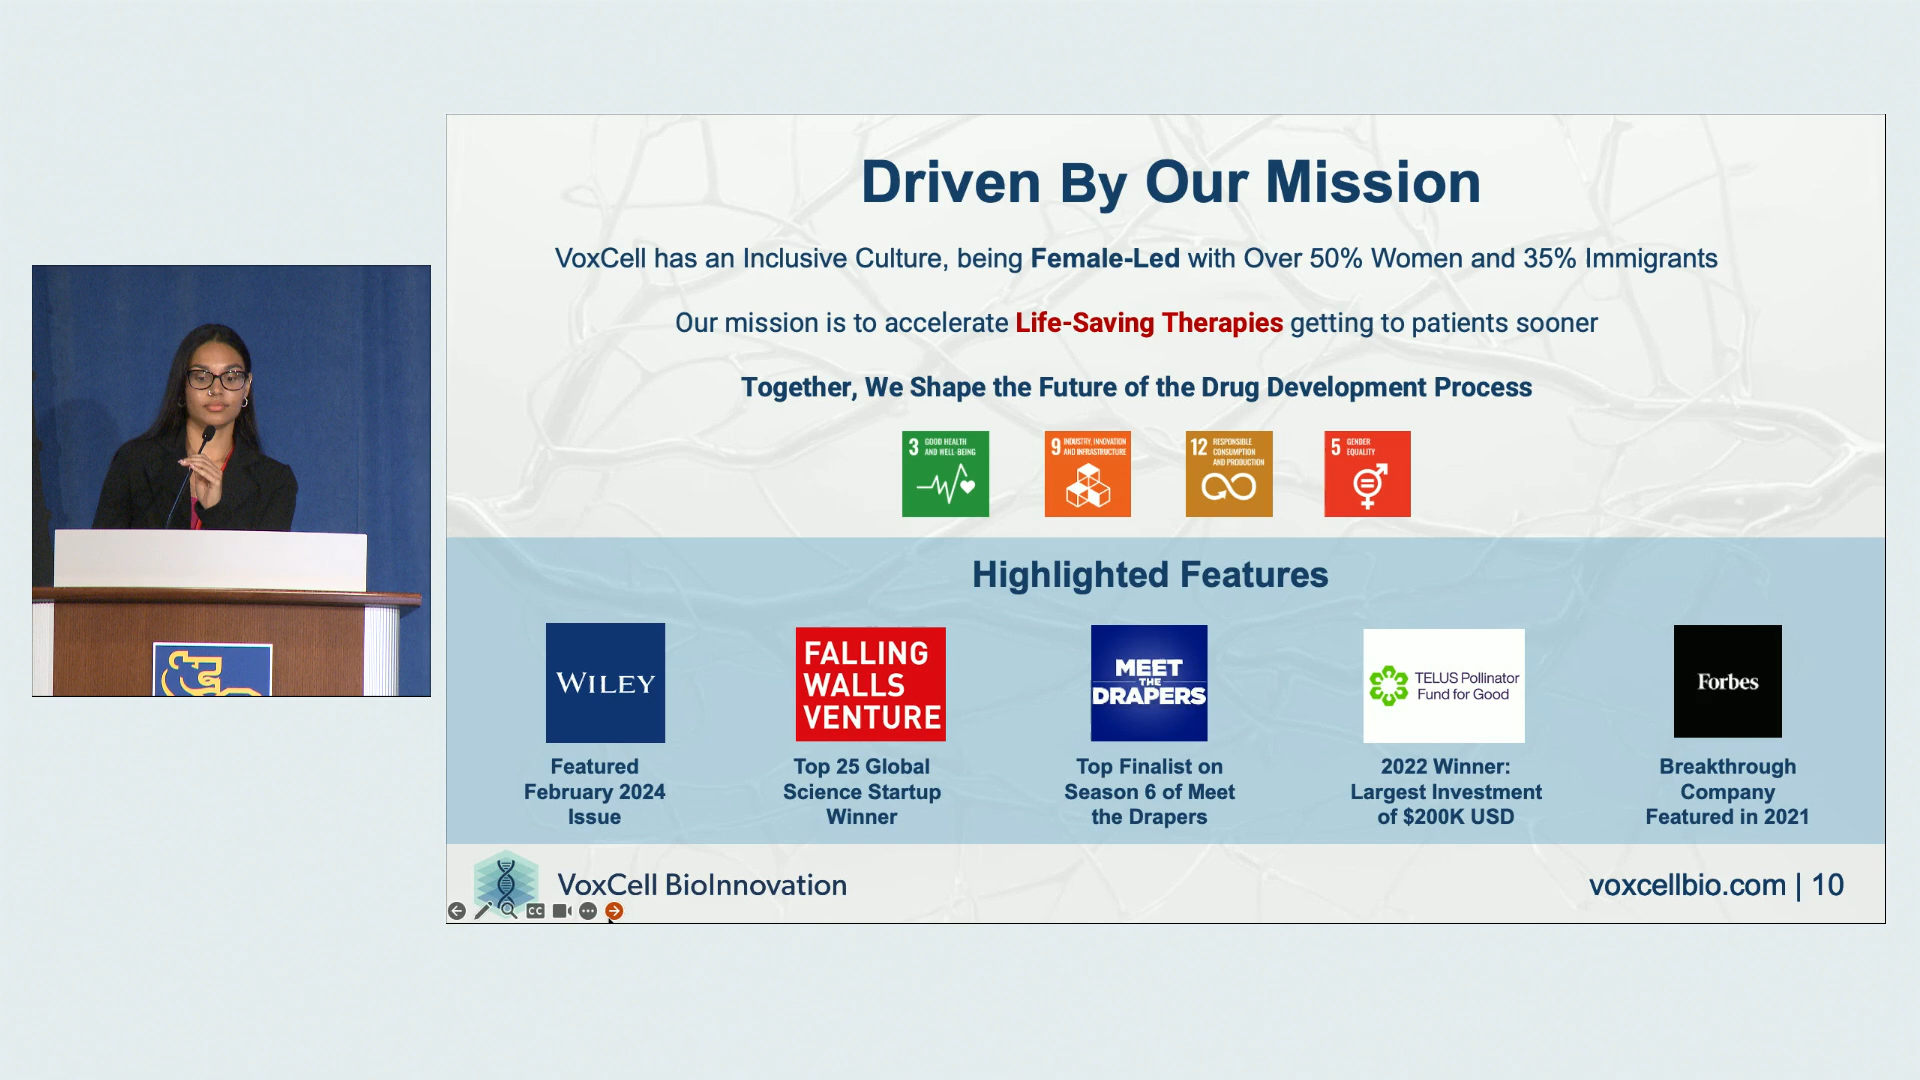 Driven By Our Mission
VoxCell has an Inclusive Culture, being Female-Led with Over 50% Women and 35% Immigrants
Our mission is to accelerate Life-Saving Therapies getting to patients sooner
Together, We Shape the Future of the Drug Development Process
3 GOOD HEALTH
AND WELL-BEING
9 INDUSTRY, INNOVATION
AND INFRASTRUCTURE
12 RESPONSIBLE
CONSUMPTION
AND PRODUCTION
5 GENDER
EQUALITY
Highlighted Features
WILEY
FALLING
WALLS
VENTURE
MEET
THE
DRAPERS
TELUS Pollinator
Fund for Good
Forbes
Featured
February 2024
Issue
Top 25 Global
Science Startup
Winner
Top Finalist on
Season 6 of Meet
the Drapers
2022 Winner:
Largest Investment
of $200K USD
Breakthrough
Company
Featured in 2021
VoxCell BioInnovation
voxcellbio.com | 10
CC